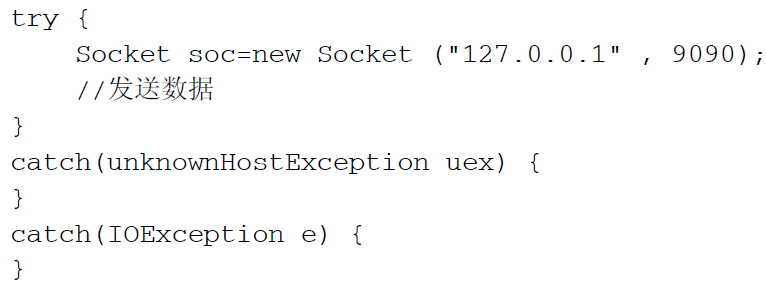 try {
    Socket soc=new Socket ("127.0.0.1" , 9090);
    //发送数据
}
catch(unknownHostException uex) {
}
catch(IOException e) {
}